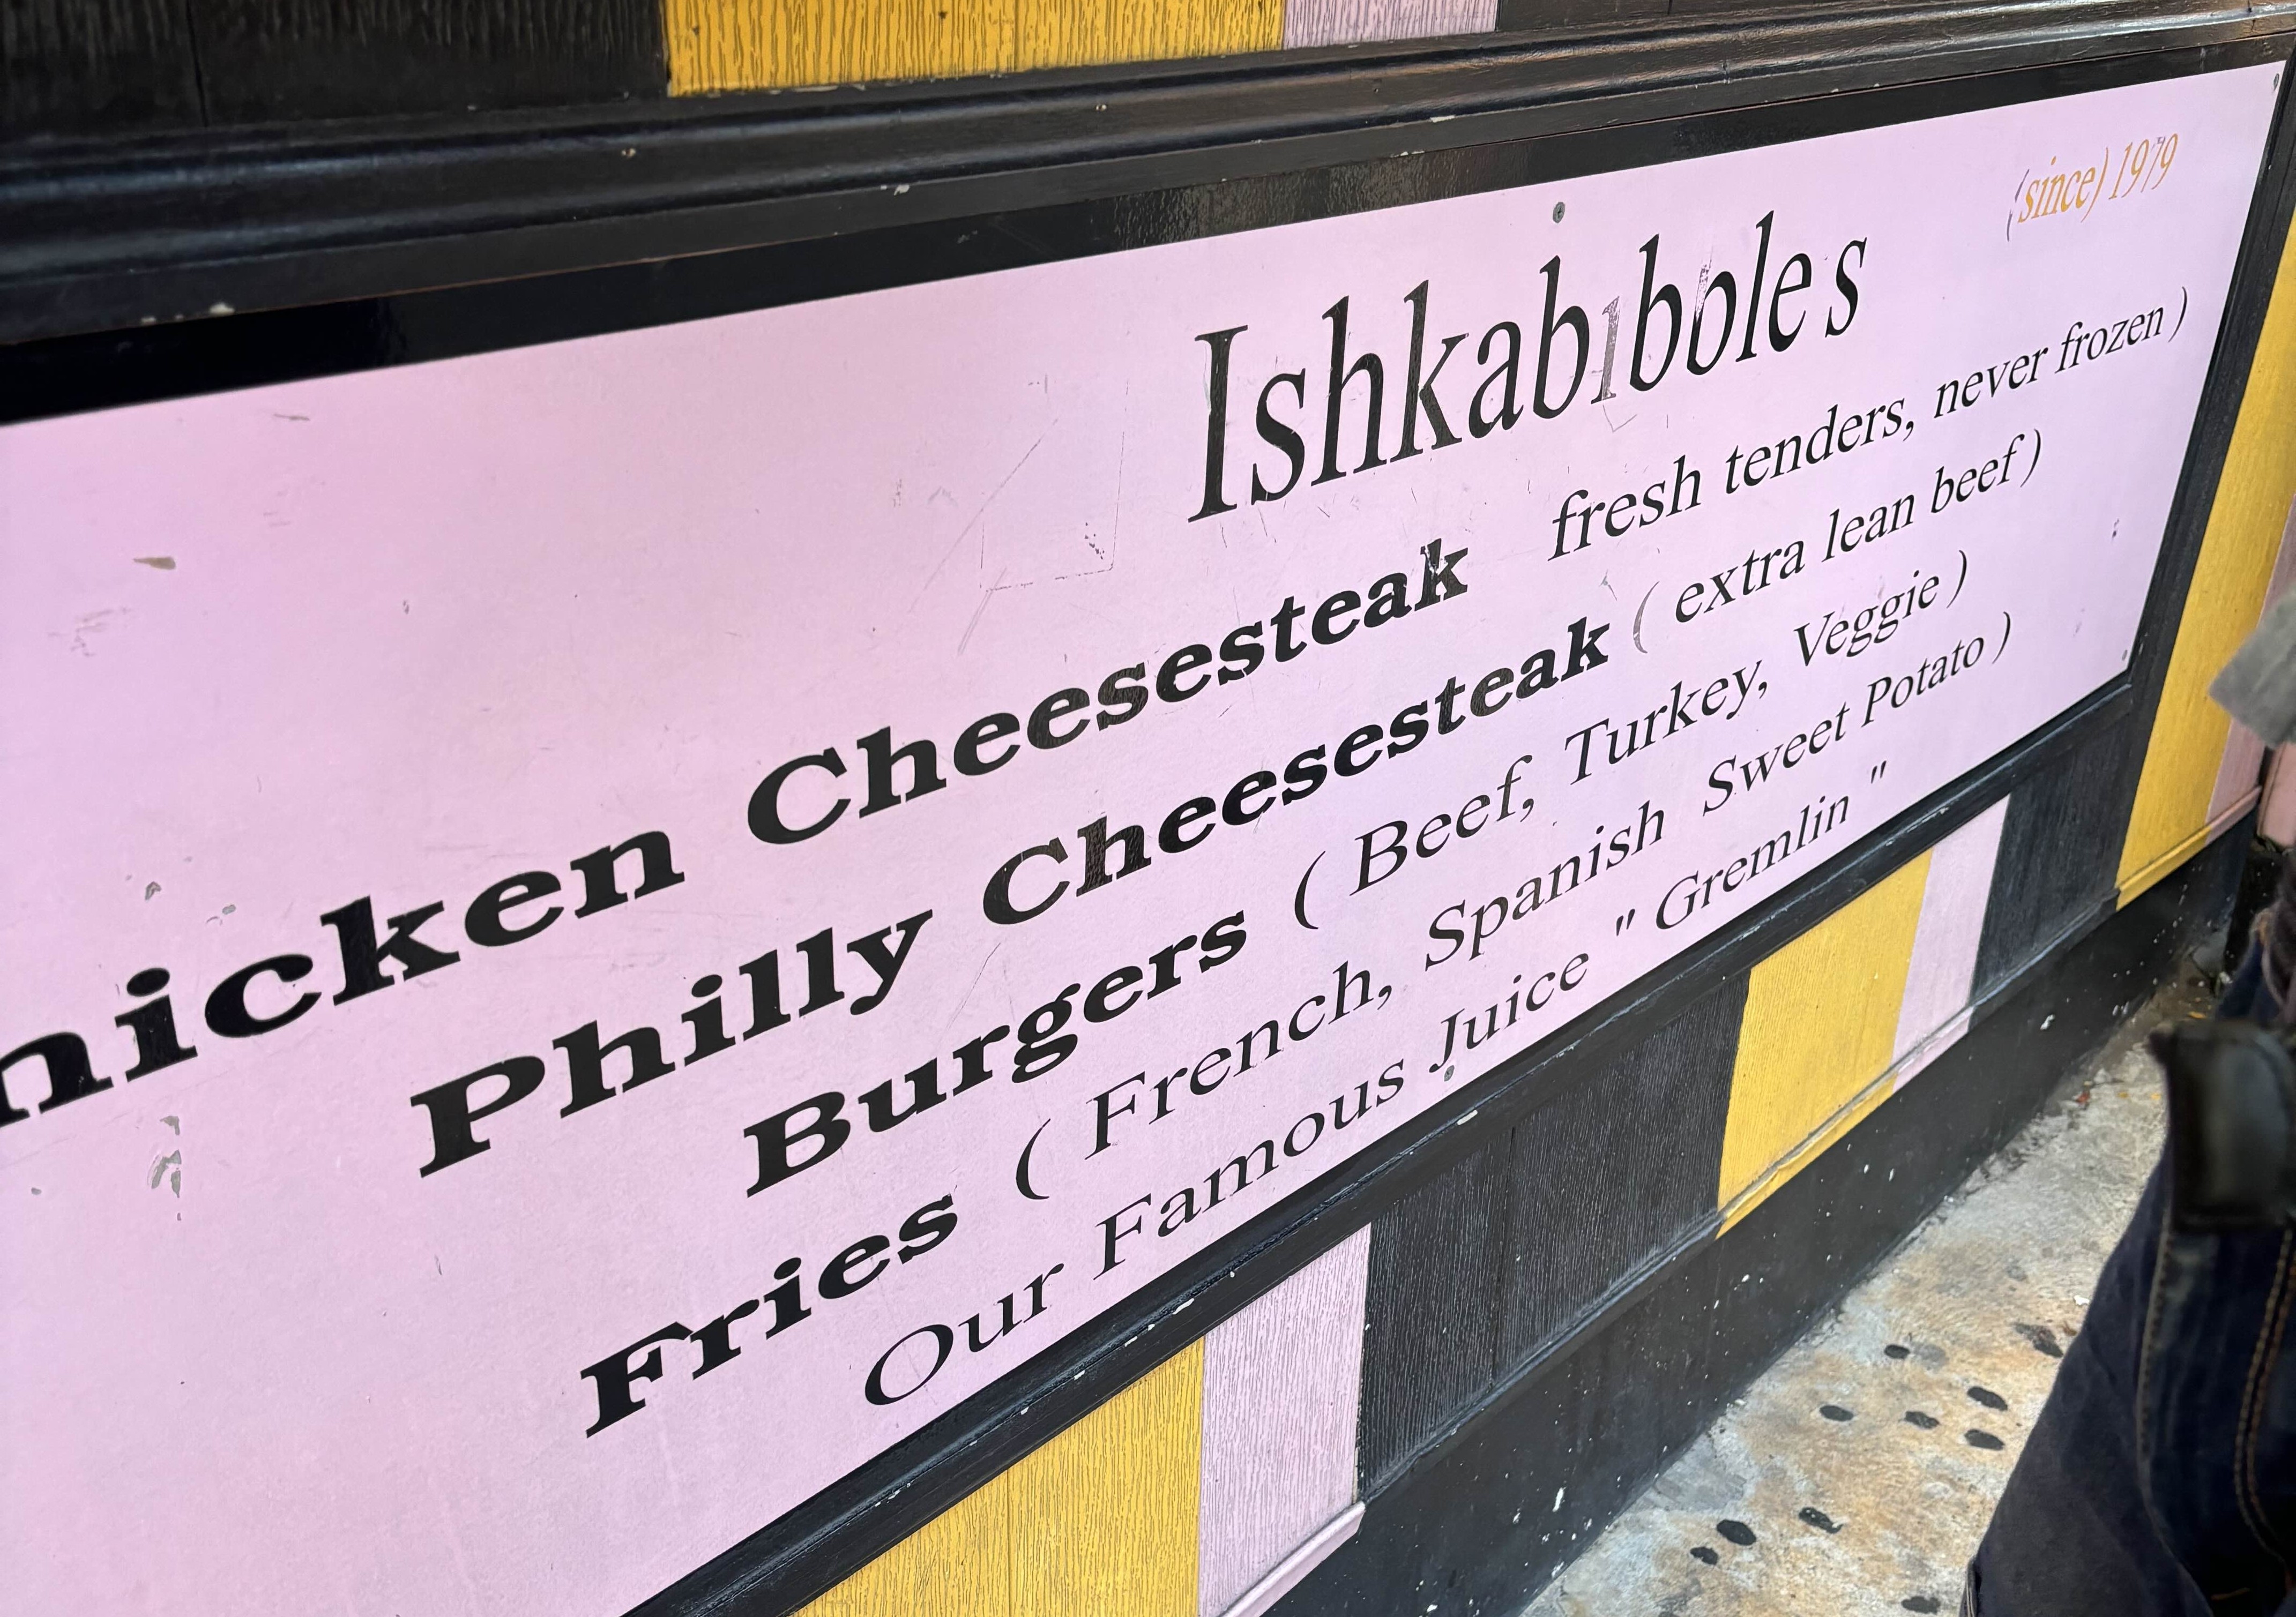 (since) 1979
Ishkabiboles
hicken Cheesesteak fresh tenders, never frozen )
Philly Cheesesteak ( extra lean beef )
Burgers ( Beef, Turkey, Veggie )
Fries ( French, Spanish Sweet Potato )
Our Famous Juice " Gremlin "